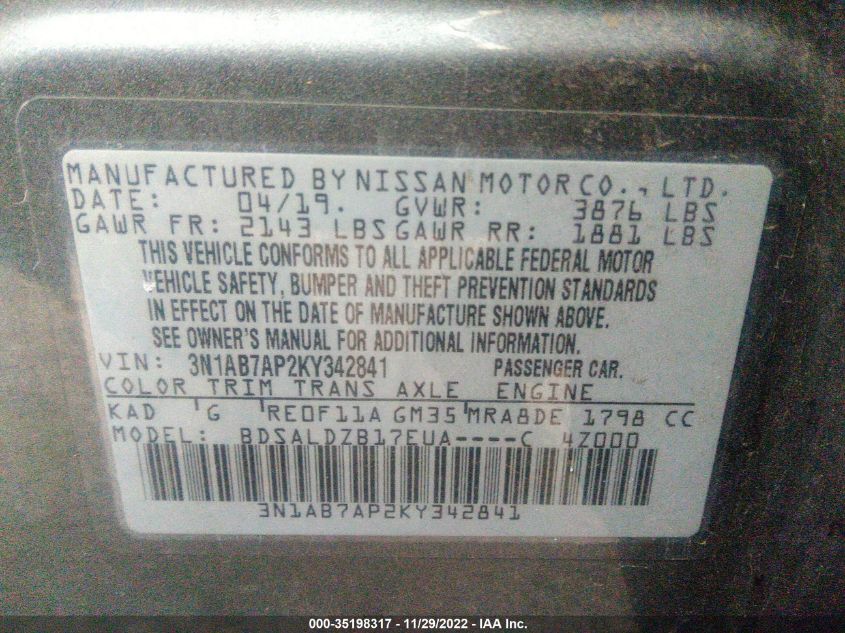 MANUFACTURED BY NISSAN MOTOR CO., LTD.
DATE: 04/19. GVWR: 3876 LBS
GAWR FR: 2143 LBS GAWR RR: 1881 LBS
THIS VEHICLE CONFORMS TO ALL APPLICABLE FEDERAL MOTOR
VEHICLE SAFETY, BUMPER AND THEFT PREVENTION STANDARDS
IN EFFECT ON THE DATE OF MANUFACTURE SHOWN ABOVE.
SEE OWNER'S MANUAL FOR ADDITIONAL INFORMATION.
VIN: 3N1AB7AP2KY342841 PASSENGER CAR.
COLOR TRIM TRANS AXLE ENGINE
KAD G RE0F11A GM35 MRA8DE 1798 CC
MODEL: BDSALDZB17EUA----C 4Z000
3N1AB7AP2KY342841
000-35198317 - 11/29/2022 - IAA Inc.